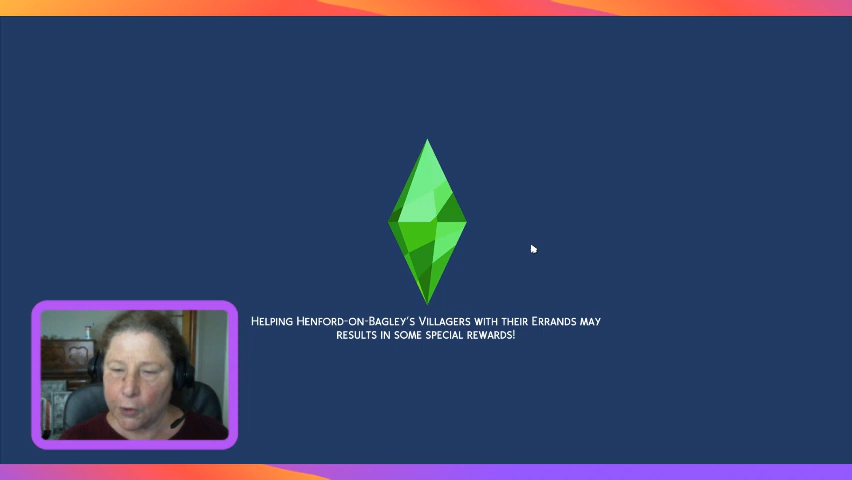 Helping Henford-on-Bagley's Villagers with their Errands may
results in some special rewards!